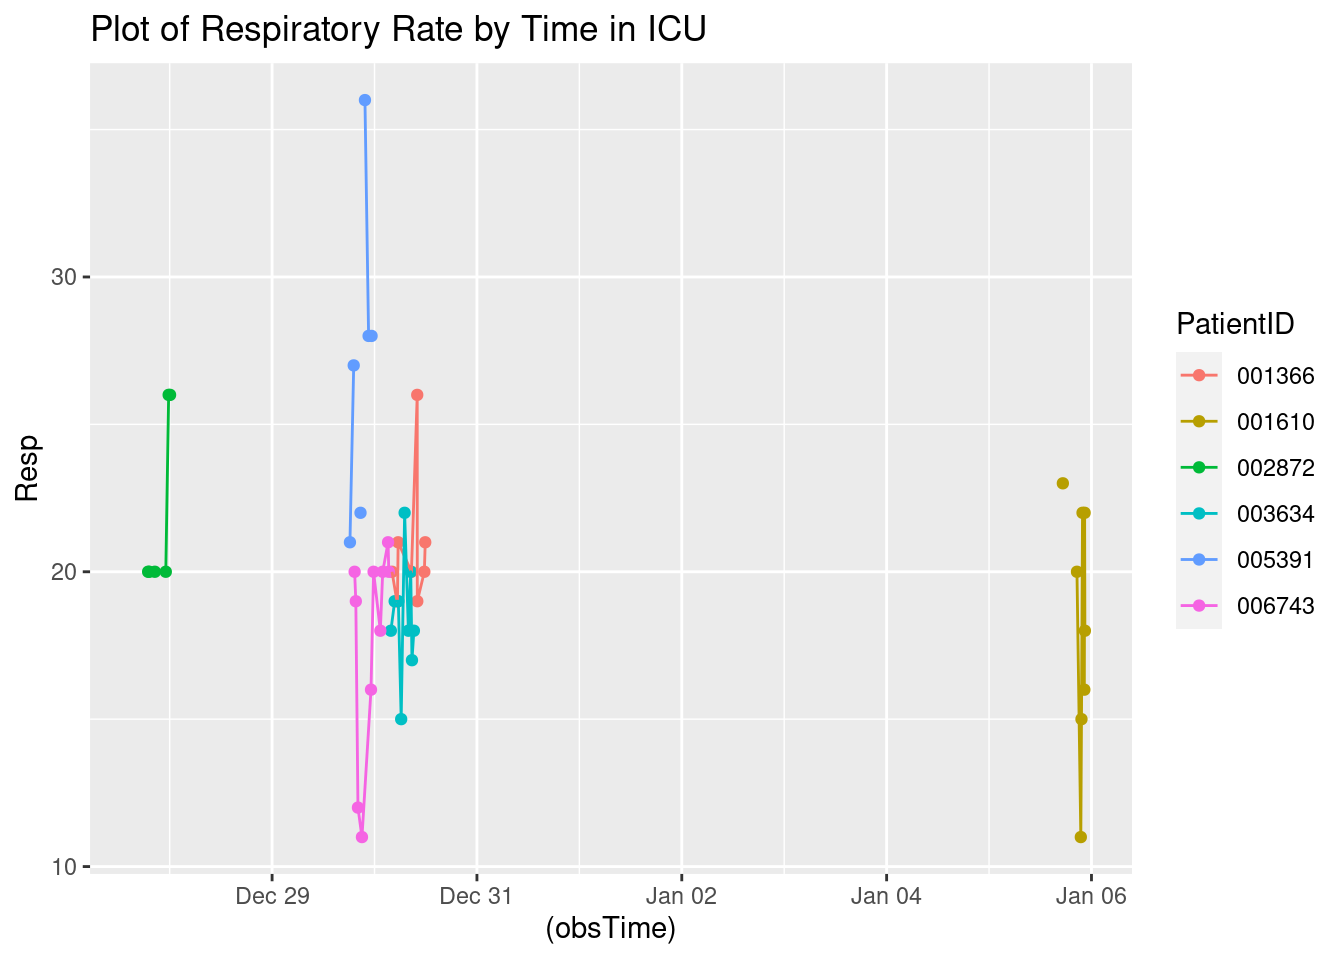 Plot of Respiratory Rate by Time in ICU
Resp
30
20
10
Dec 29 Dec 31 Jan 02 Jan 04 Jan 06
(obsTime)
PatientID
001366
001610
002872
003634
005391
006743